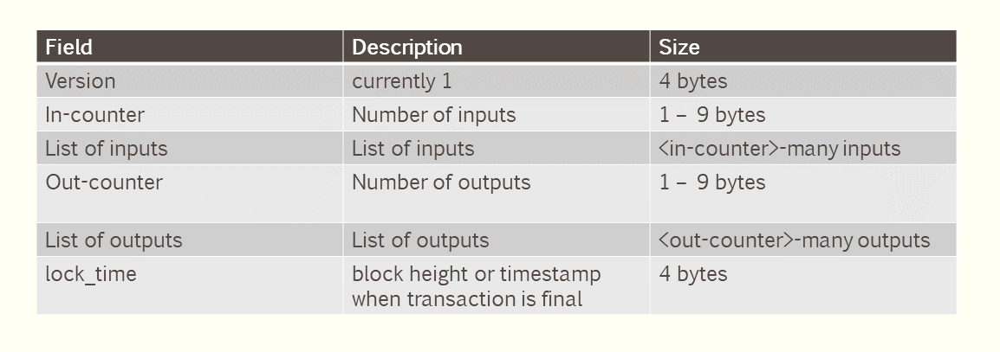 Field Description Size
Version currently 1 4 bytes
In-counter Number of inputs 1 – 9 bytes
List of inputs List of inputs <in-counter>-many inputs
Out-counter Number of outputs 1 – 9 bytes
List of outputs List of outputs <out-counter>-many outputs
lock_time block height or timestamp 4 bytes
when transaction is final